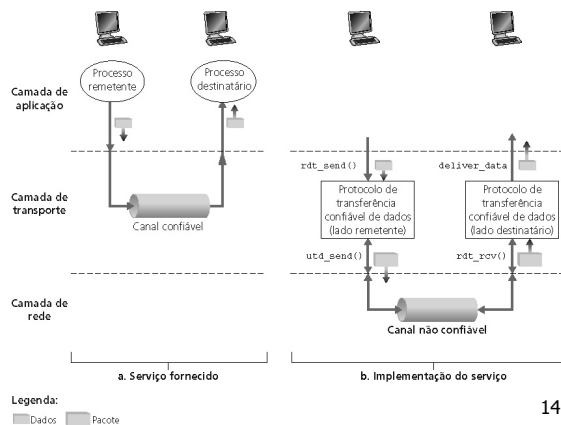 Processo
remetente
Processo
destinatário
Camada de
aplicação
rdt_send()
deliver_data
Camada de
transporte
Canal confiável
Protocolo de
transferência
confiável de dados
(lado remetente)
Protocolo de
transferência
confiável de dados
(lado destinatário)
utd_send()
rdt_rcv()
Camada de
rede
Canal não confiável
a. Serviço fornecido
b. Implementação do serviço
Legenda:
Dados
Pacote
14